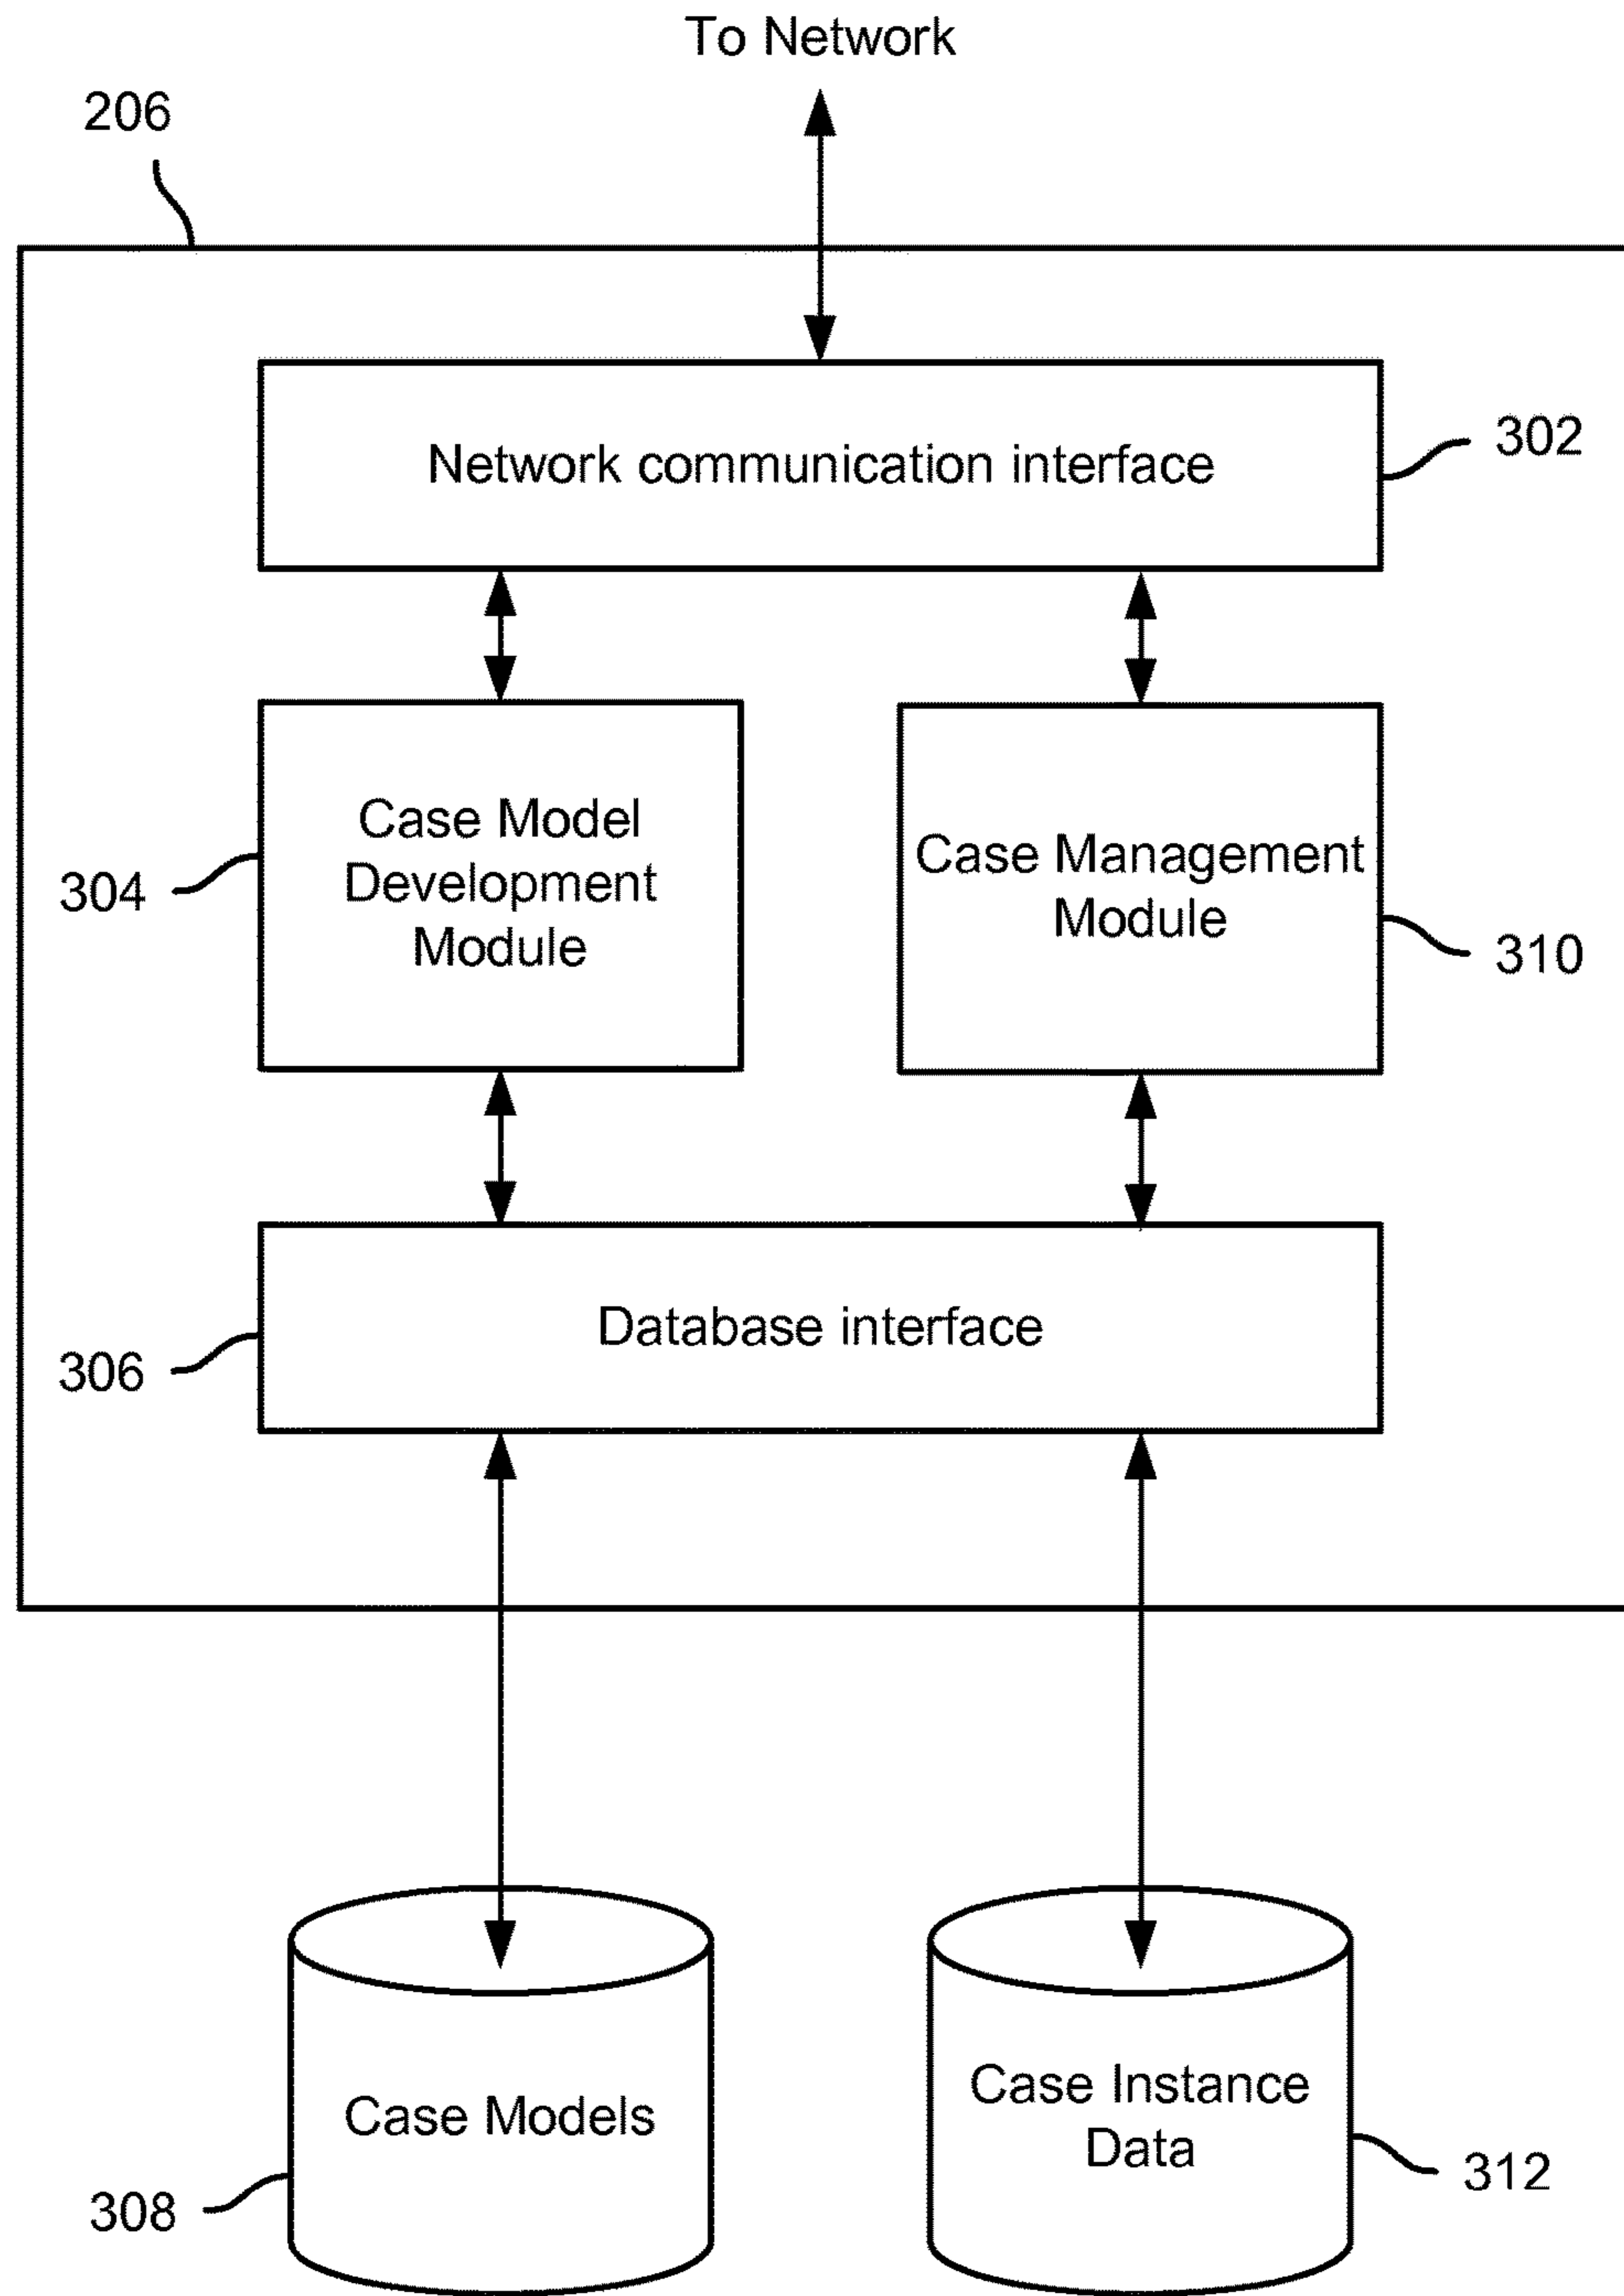 To Network
206
Network communication interface
302
Case Model
Development
Module
304
Case Management
Module
310
Database interface
306
Case Models
308
Case Instance
Data
312